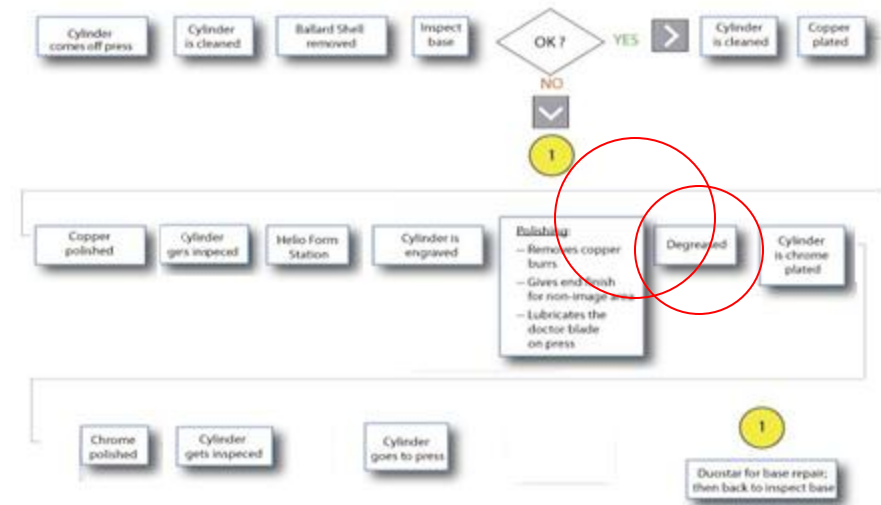 Cylinder
comes off press
Cylinder
is cleaned
Ballard Shell
removed
Inspect
base
OK ?
YES
Cylinder
is cleaned
Copper
plated
NO
1
Copper
polished
Cylinder
gets inspeced
Helio Form
Station
Cylinder is
engraved
Polishing:
– Removes copper
burrs
– Gives end finish
for non-image area
– Lubricates the
doctor blade
on press
Degreased
Cylinder
is chrome
plated
Chrome
polished
Cylinder
gets inspeced
Cylinder
goes to press
1
Duostar for base repair;
then back to inspect base